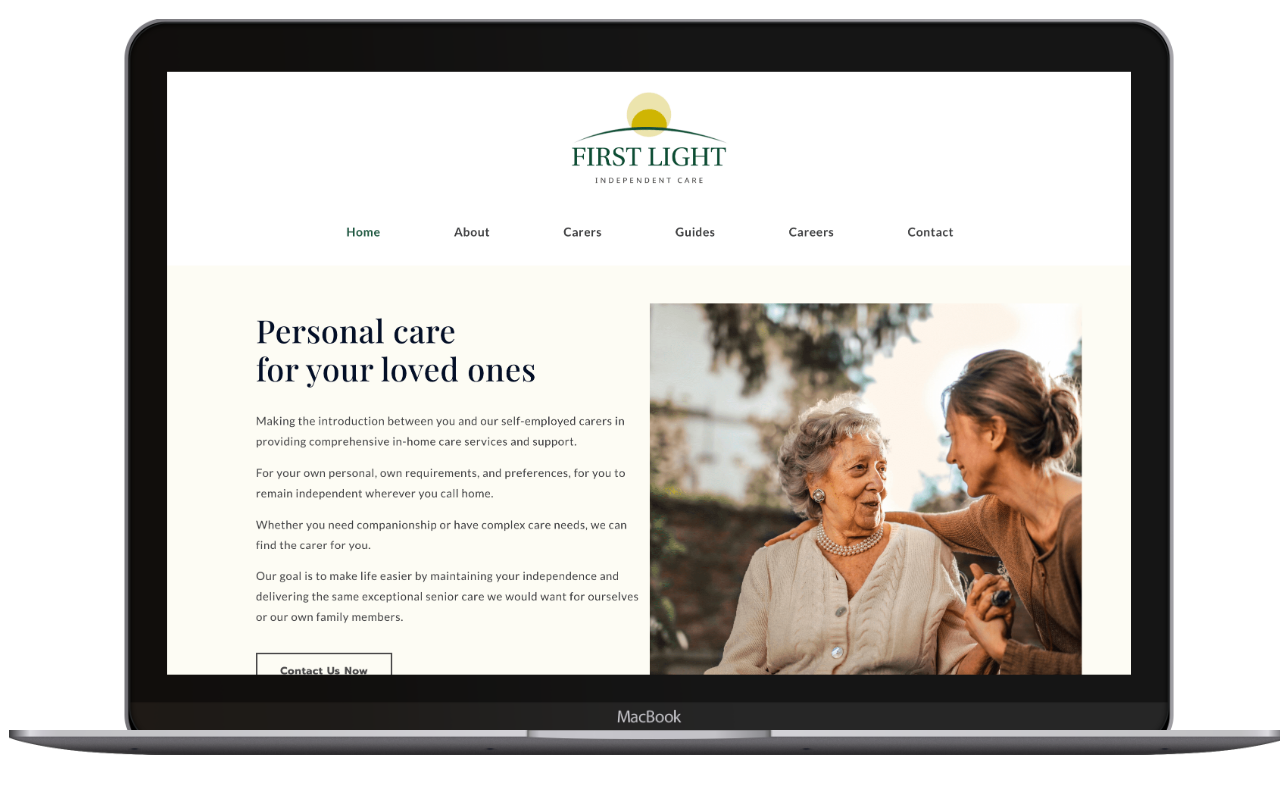 FIRST LIGHT
INDEPENDENT CARE
Home About Carers Guides Careers Contact
Personal care
for your loved ones
Making the introduction between you and our self-employed carers in
providing comprehensive in-home care services and support.
For your own personal, own requirements, and preferences, for you to
remain independent wherever you call home.
Whether you need companionship or have complex care needs, we can
find the carer for you.
Our goal is to make life easier by maintaining your independence and
delivering the same exceptional senior care we would want for ourselves
or our own family members.
Contact Us Now
MacBook